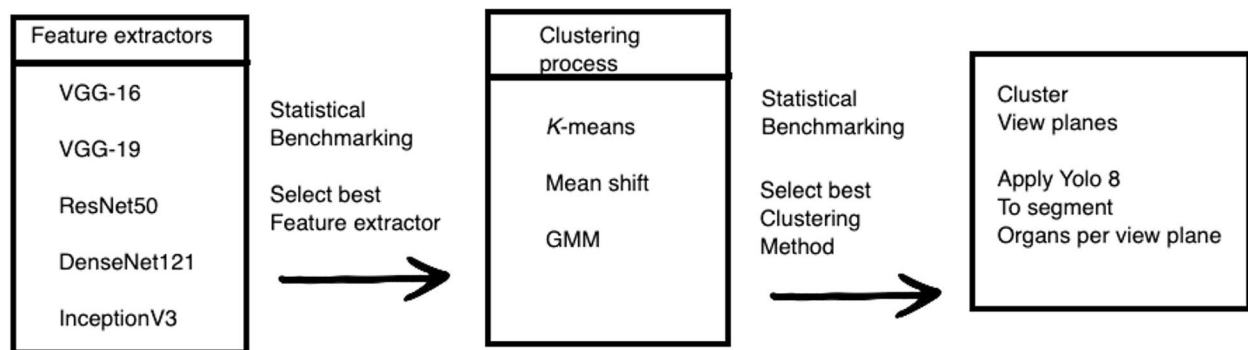 Feature extractors
VGG-16
VGG-19
ResNet50
DenseNet121
InceptionV3
Statistical
Benchmarking
Select best
Feature extractor
Clustering
process
K-means
Mean shift
GMM
Statistical
Benchmarking
Select best
Clustering
Method
Cluster
View planes
Apply Yolo 8
To segment
Organs per view plane